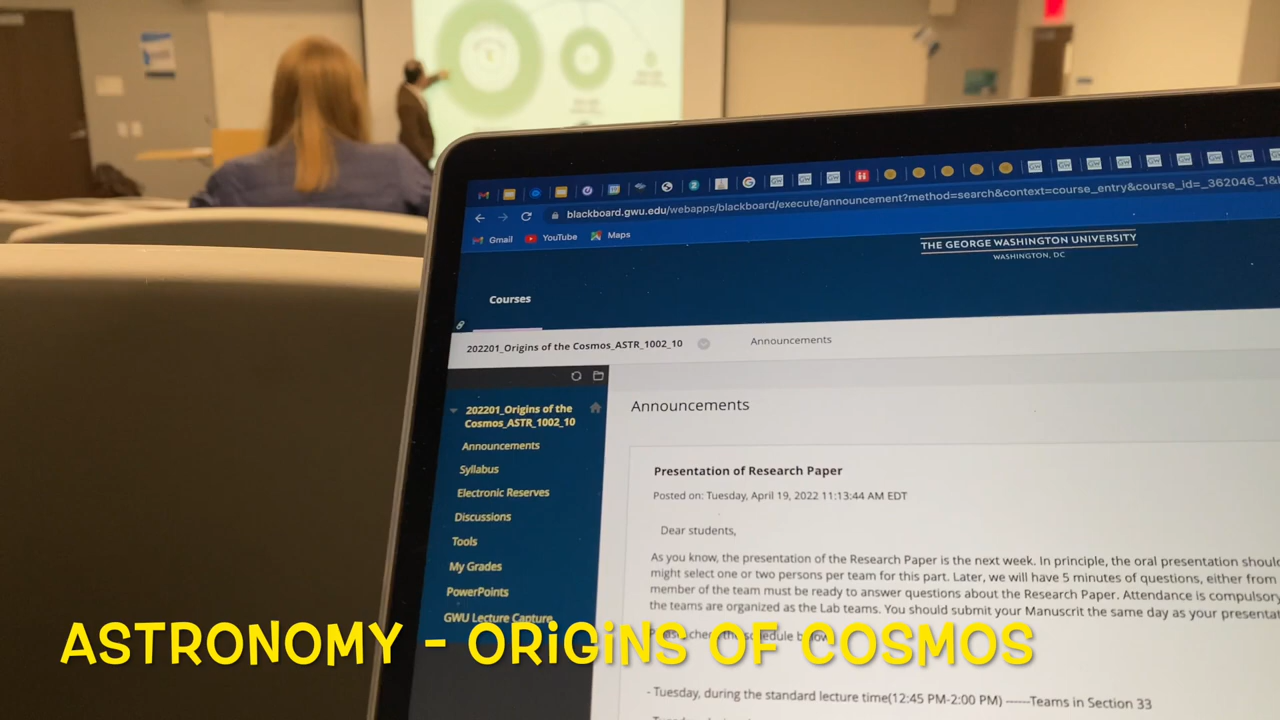 blackboard.gwu.edu/webapps/blackboard/execute/announcement?method=search&context=course_entry&course_id=_362046_1&
Gmail YouTube Maps
THE GEORGE WASHINGTON UNIVERSITY
WASHINGTON, DC
Courses
202201_Origins of the Cosmos_ASTR_1002_10 Announcements
202201_Origins of the
Cosmos_ASTR_1002_10
Announcements
Syllabus
Electronic Reserves
Discussions
Tools
My Grades
PowerPoints
GWU Lecture Capture
Announcements
Presentation of Research Paper
Posted on: Tuesday, April 19, 2022 11:13:44 AM EDT
Dear students,
As you know, the presentation of the Research Paper is the next week. In principle, the oral presentation shoul
might select one or two persons per team for this part. Later, we will have 5 minutes of questions, either from
member of the team must be ready to answer questions about the Research Paper. Attendance is compulsory
the teams are organized as the Lab teams. You should submit your Manuscrit the same day as your presentat
the schedule below
- Tuesday, during the standard lecture time(12:45 PM-2:00 PM) ------Teams in Section 33
ASTRONOMY - ORIGINS OF COSMOS